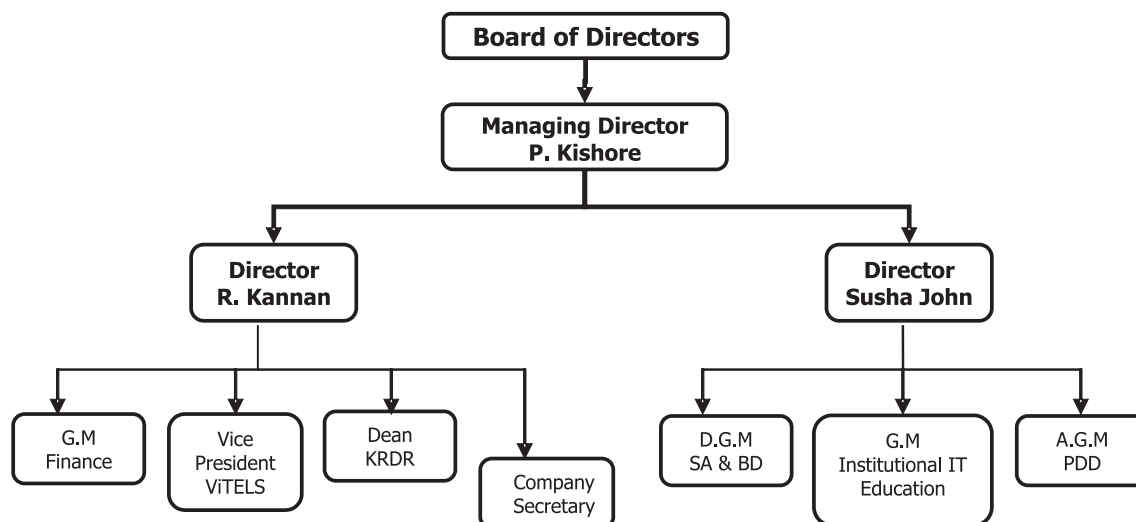 Board of Directors
Managing Director
P. Kishore
Director
R. Kannan
Director
Susha John
G.M
Finance
Vice
President
ViTELS
Dean
KRDR
Company
Secretary
D.G.M
SA & BD
G.M
Institutional IT
Education
A.G.M
PDD